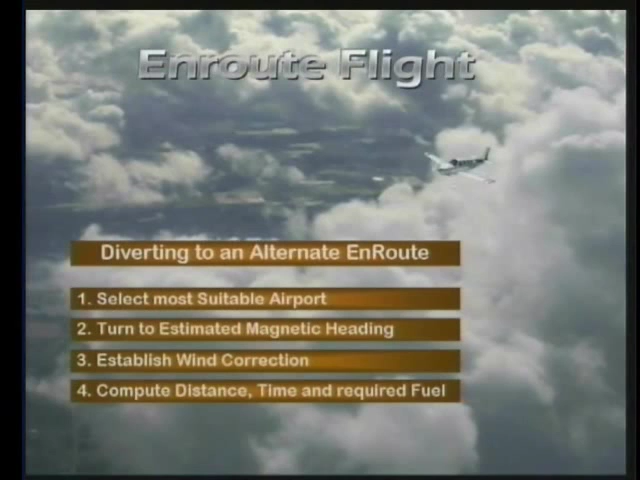 Enroute Flight
Diverting to an Alternate EnRoute
1. Select most Suitable Airport
2. Turn to Estimated Magnetic Heading
3. Establish Wind Correction
4. Compute Distance, Time and required Fuel